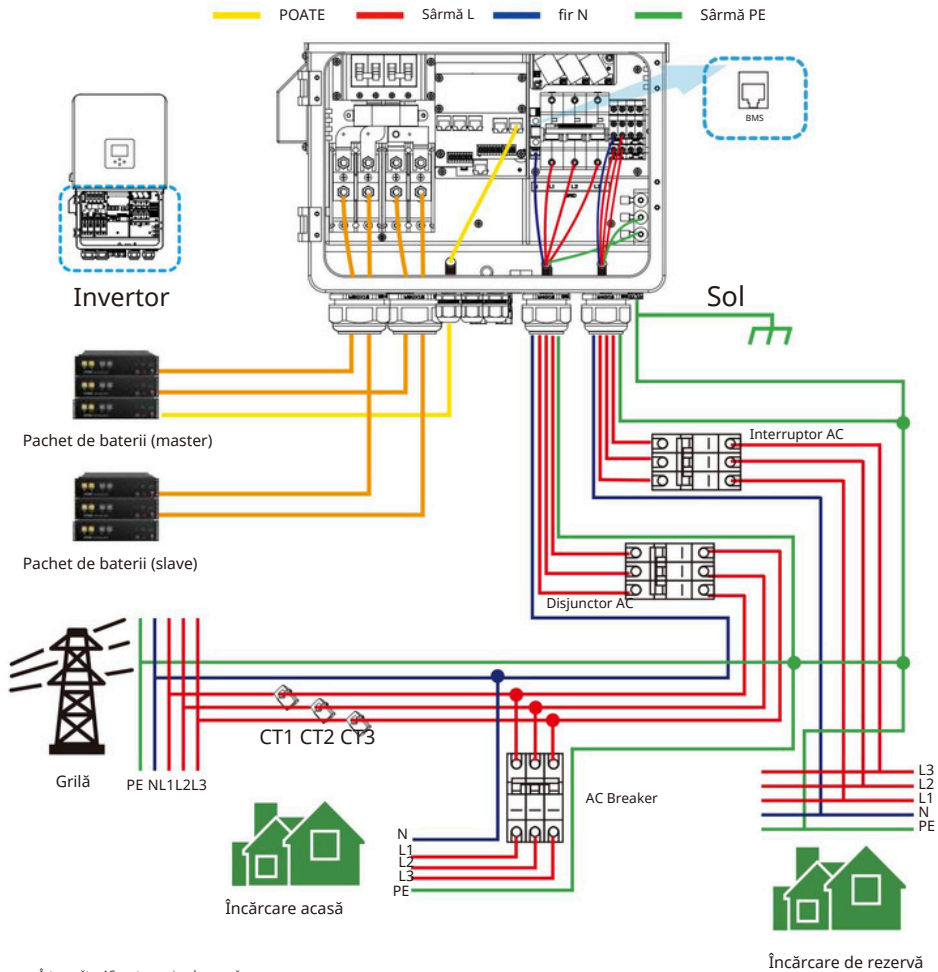 POATE Sârmă L fir N Sârmă PE
BMS
Invertor
Sol
Pachet de baterii (master)
Interruptor AC
Pachet de baterii (slave)
Disjunctor AC
CT1 CT2 CT3
Grilă
PE NL1L2L3
AC Breaker
L3
L2
L1
N
PE
N
L1
L2
L3
PE
Încărcare acasă
Încărcare de rezervă